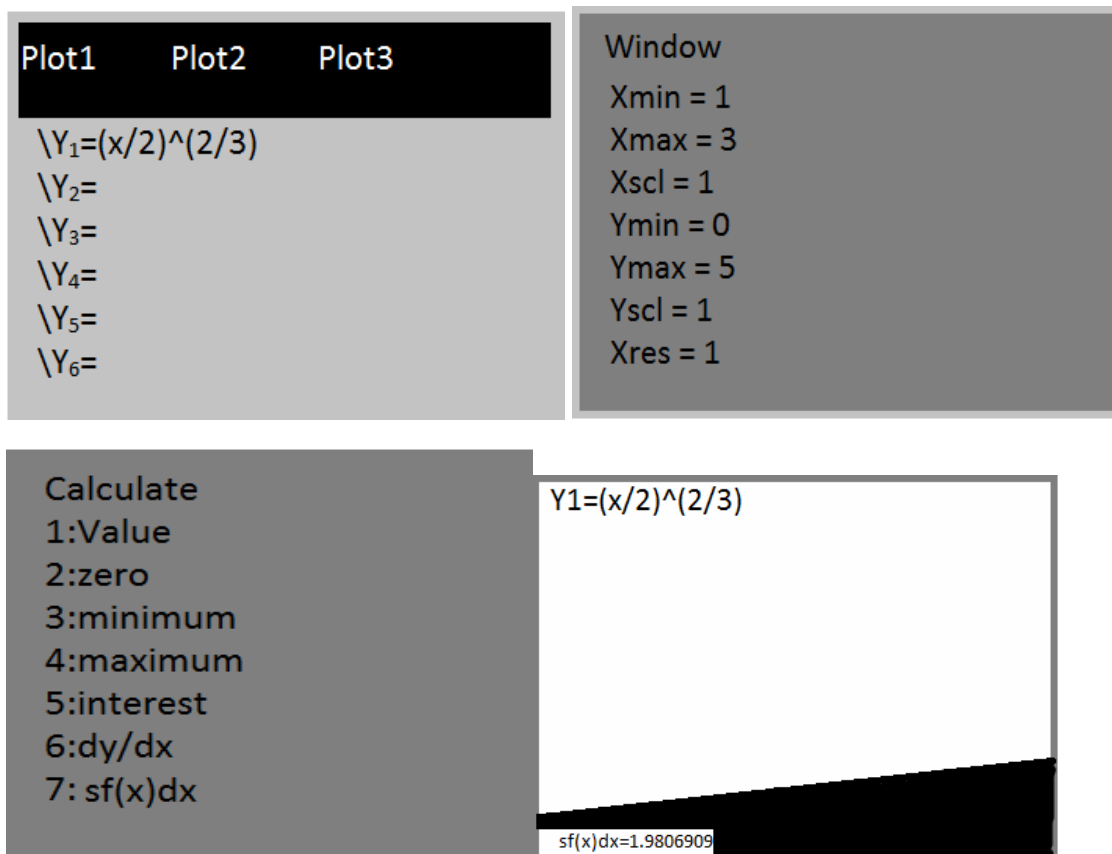 Plot1 Plot2 Plot3
\Y₁=(x/2)^(2/3)
\Y₂=
\Y₃=
\Y₄=
\Y₅=
\Y₆=
Window
Xmin = 1
Xmax = 3
Xscl = 1
Ymin = 0
Ymax = 5
Yscl = 1
Xres = 1
Calculate
1:Value
2:zero
3:minimum
4:maximum
5:interest
6:dy/dx
7: sf(x)dx
Y1=(x/2)^(2/3)
sf(x)dx=1.9806909